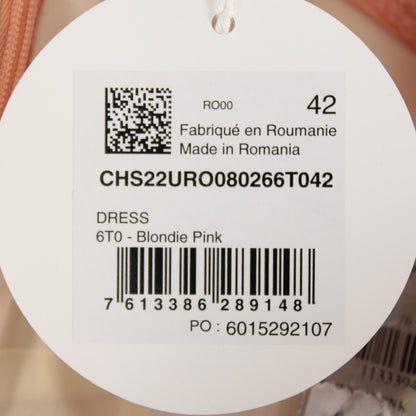 RO00 42
Fabriqué en Roumanie
Made in Romania
CHS22URO080266T042
DRESS
6T0 - Blondie Pink
7 613386 289148
PO : 6015292107